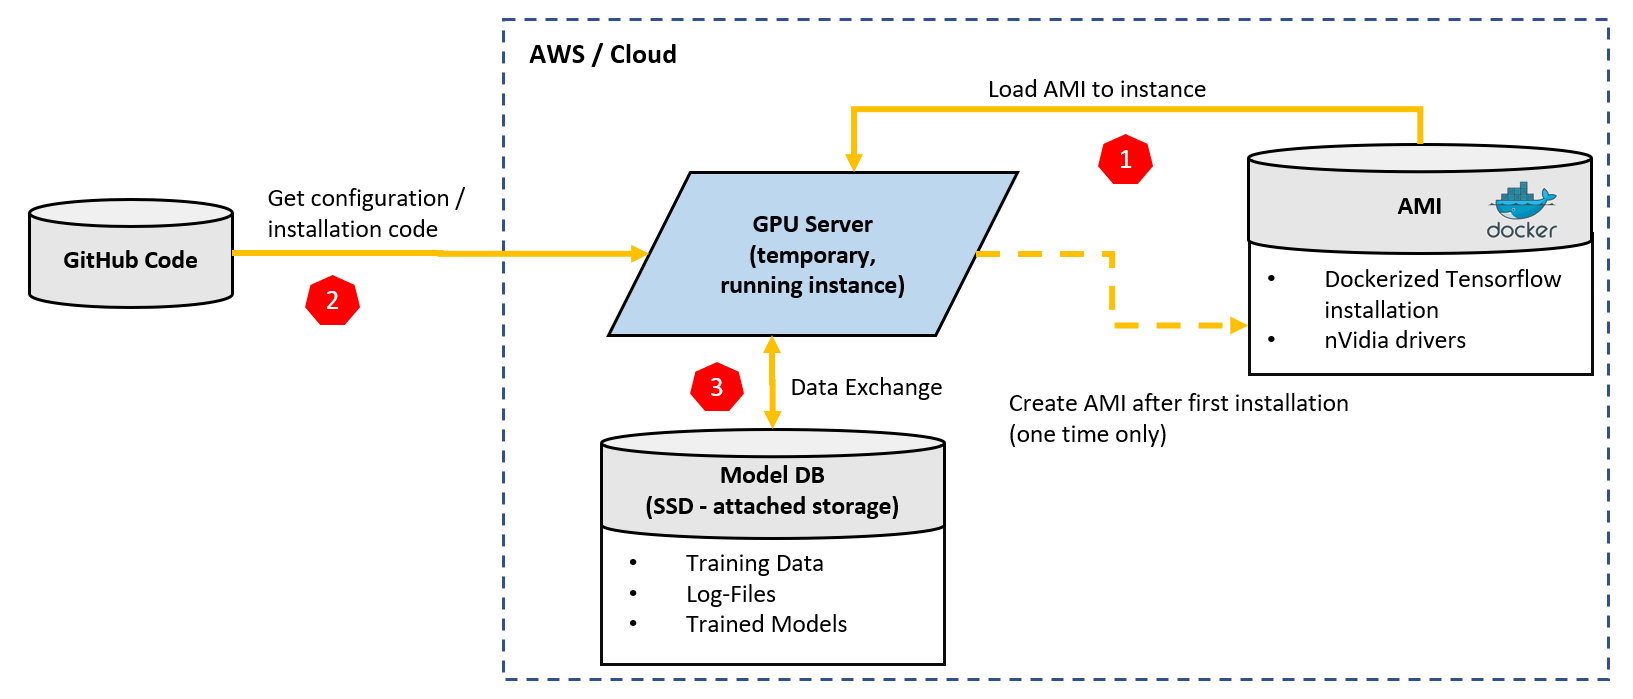 AWS / Cloud
Load AMI to instance
1
Get configuration /
installation code
GitHub Code
2
GPU Server
(temporary,
running instance)
AMI
docker
• Dockerized Tensorflow
installation
• nVidia drivers
3
Data Exchange
Create AMI after first installation
(one time only)
Model DB
(SSD - attached storage)
• Training Data
• Log-Files
• Trained Models